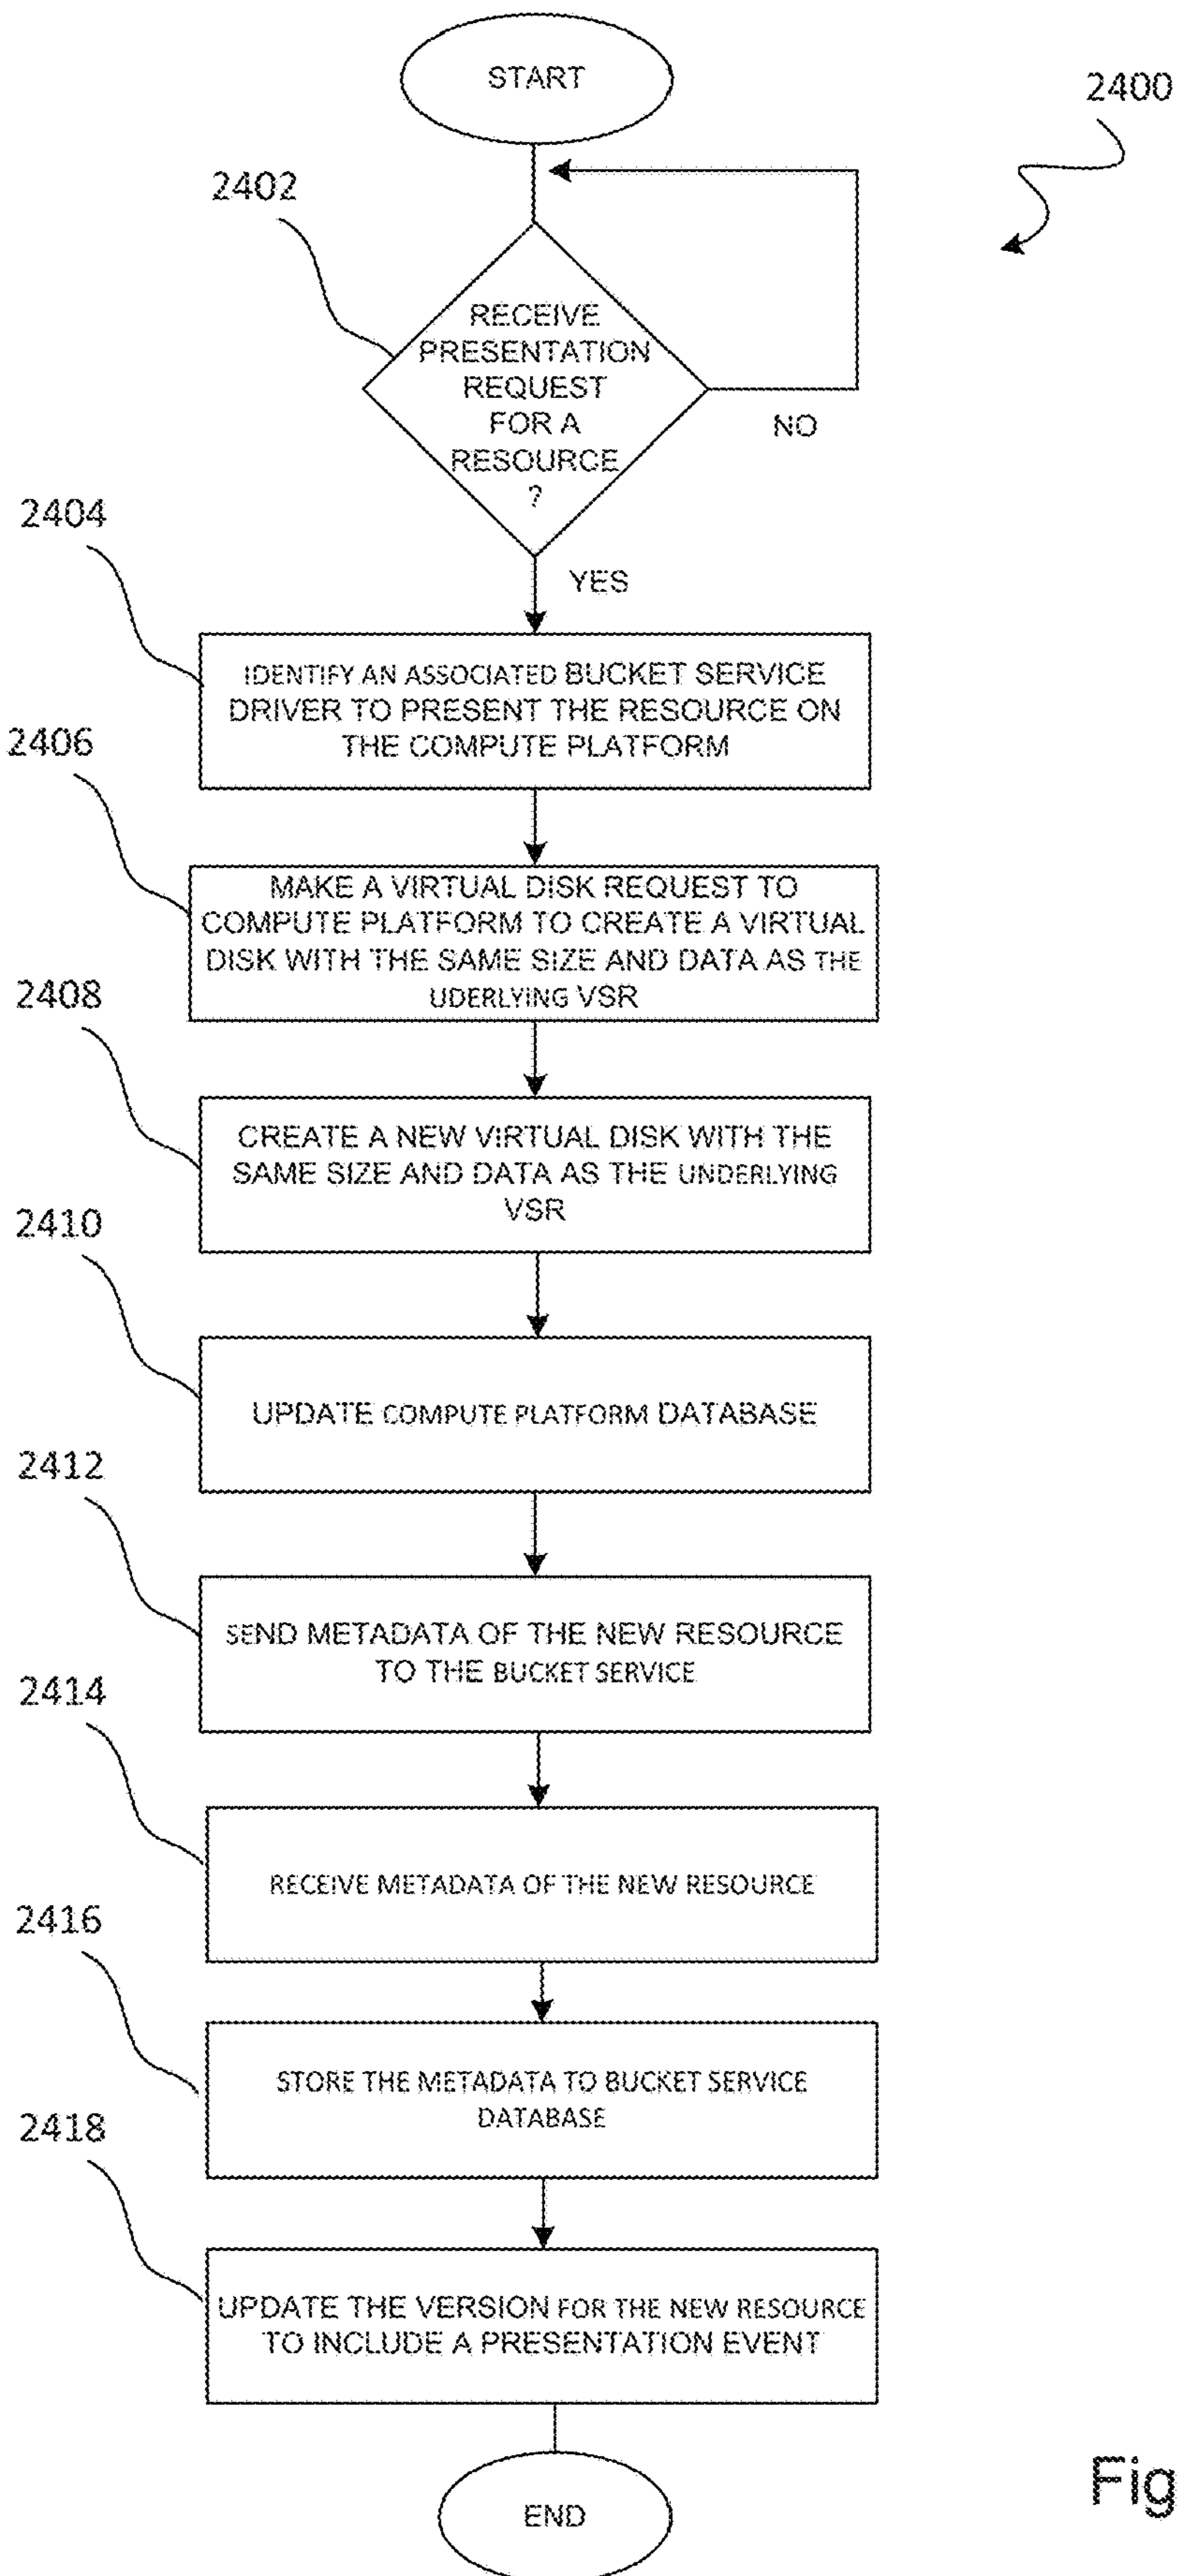 START
2400
2402
RECEIVE
PRESENTATION
REQUEST
FOR A
RESOURCE
?
NO
YES
2404
IDENTIFY AN ASSOCIATED BUCKET SERVICE
DRIVER TO PRESENT THE RESOURCE ON
THE COMPUTE PLATFORM
2406
MAKE A VIRTUAL DISK REQUEST TO
COMPUTE PLATFORM TO CREATE A VIRTUAL
DISK WITH THE SAME SIZE AND DATA AS THE
UDERLYING VSR
2408
CREATE A NEW VIRTUAL DISK WITH THE
SAME SIZE AND DATA AS THE UNDERLYING
VSR
2410
UPDATE COMPUTE PLATFORM DATABASE
2412
SEND METADATA OF THE NEW RESOURCE
TO THE BUCKET SERVICE
2414
RECEIVE METADATA OF THE NEW RESOURCE
2416
STORE THE METADATA TO BUCKET SERVICE
DATABASE
2418
UPDATE THE VERSION FOR THE NEW RESOURCE
TO INCLUDE A PRESENTATION EVENT
END
Fig